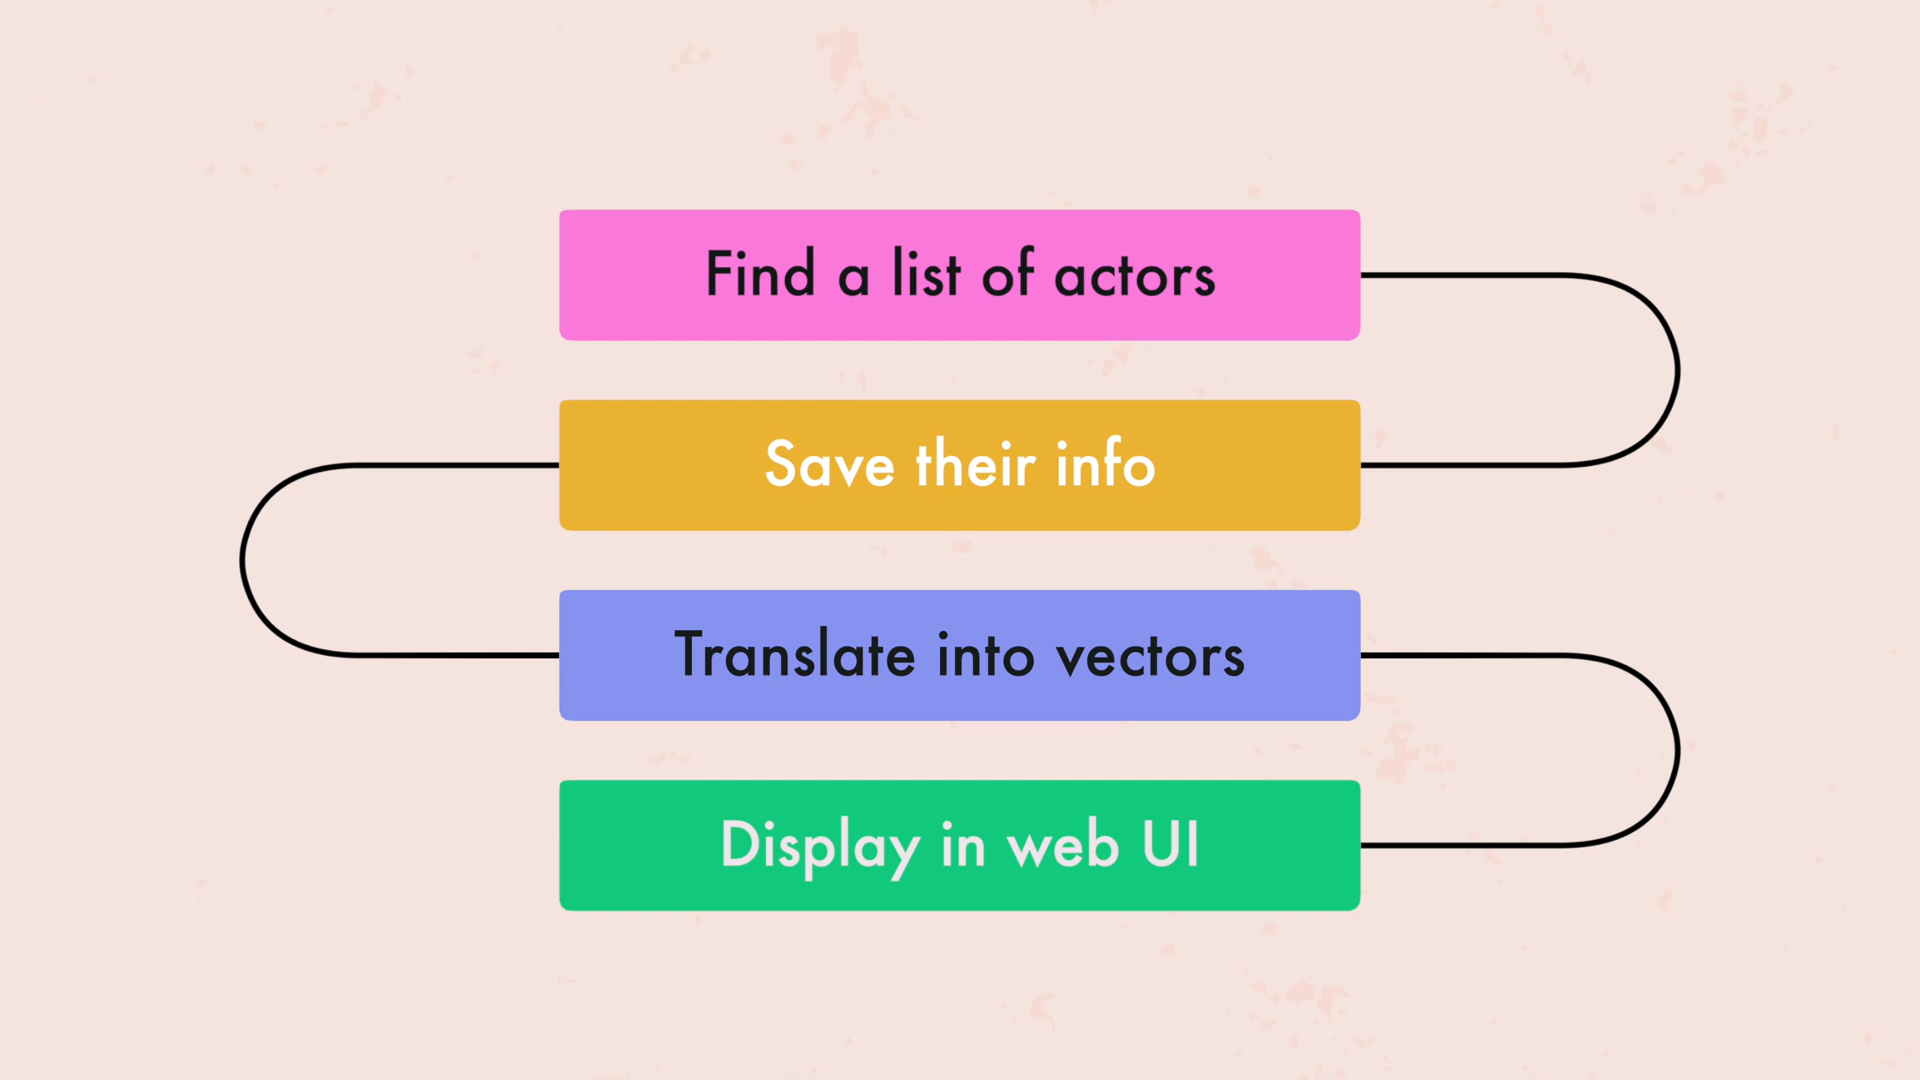 Find a list of actors
Save their info
Translate into vectors
Display in web UI